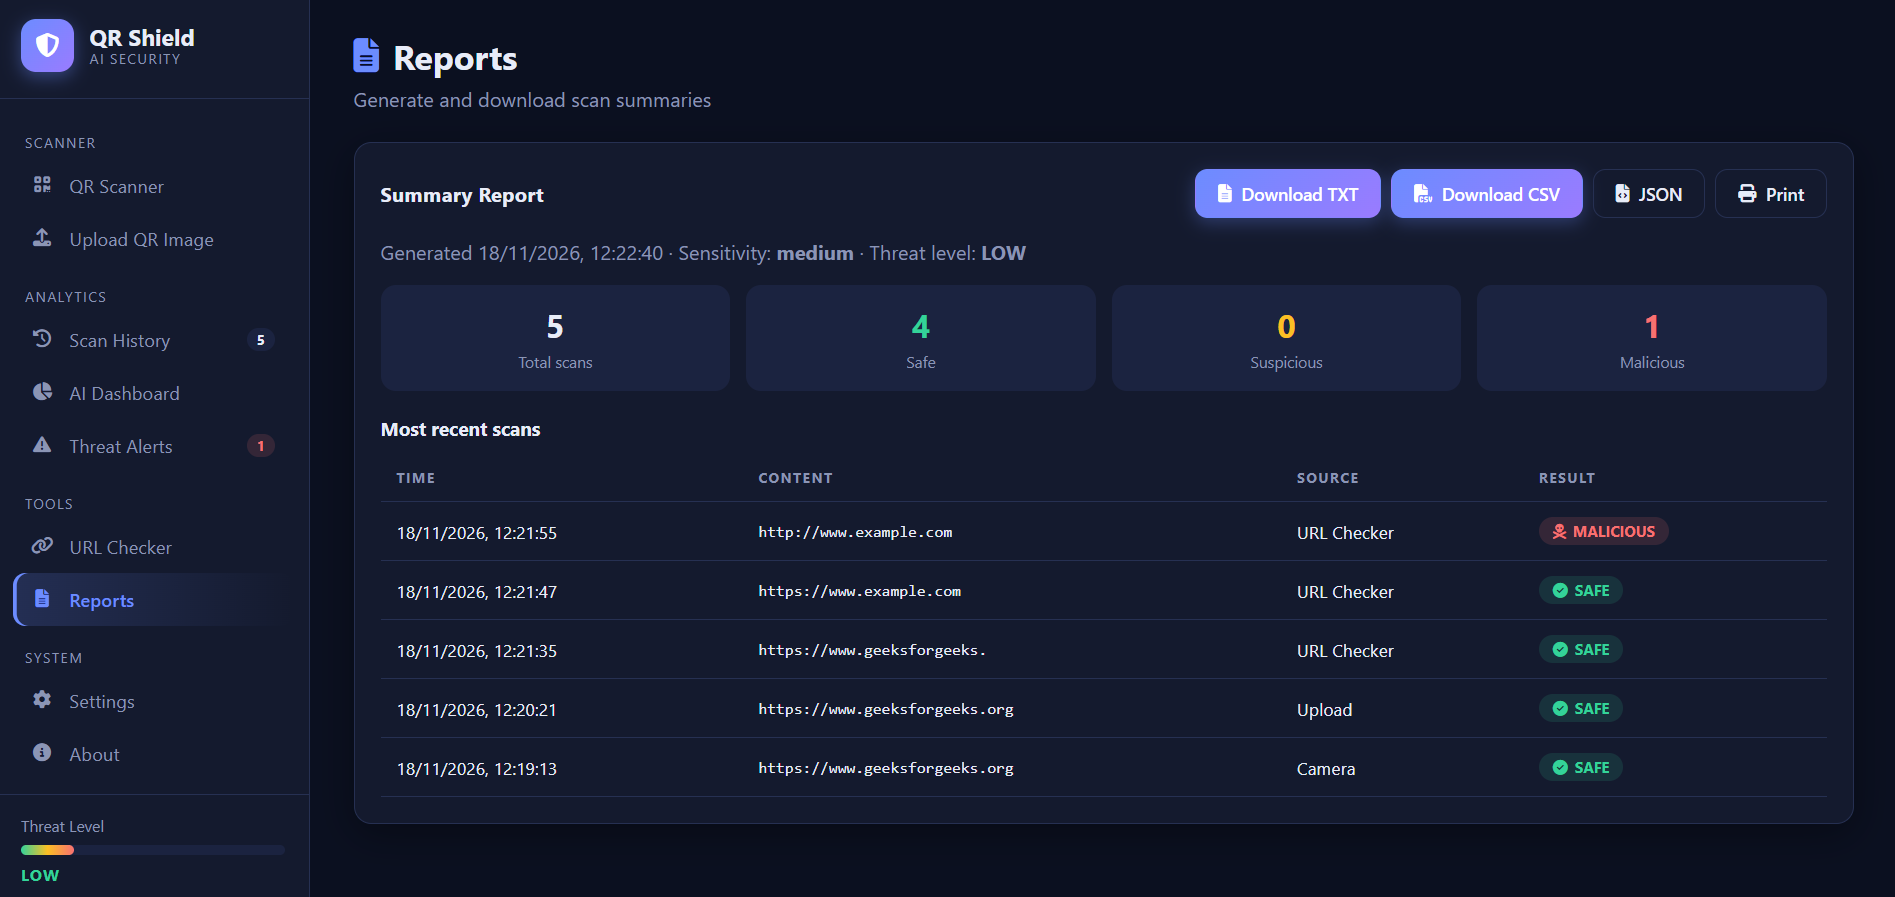 QR Shield
AI SECURITY
SCANNER
QR Scanner
Upload QR Image
ANALYTICS
Scan History 5
AI Dashboard
Threat Alerts 1
TOOLS
URL Checker
Reports
SYSTEM
Settings
About
Threat Level
LOW
Reports
Generate and download scan summaries
Summary Report
Download TXT
Download CSV
JSON
Print
Generated 18/11/2026, 12:22:40 · Sensitivity: medium · Threat level: LOW
5
Total scans
4
Safe
0
Suspicious
1
Malicious
Most recent scans
TIME CONTENT SOURCE RESULT
18/11/2026, 12:21:55 http://www.example.com URL Checker MALICIOUS
18/11/2026, 12:21:47 https://www.example.com URL Checker SAFE
18/11/2026, 12:21:35 https://www.geeksforgeeks. URL Checker SAFE
18/11/2026, 12:20:21 https://www.geeksforgeeks.org Upload SAFE
18/11/2026, 12:19:13 https://www.geeksforgeeks.org Camera SAFE